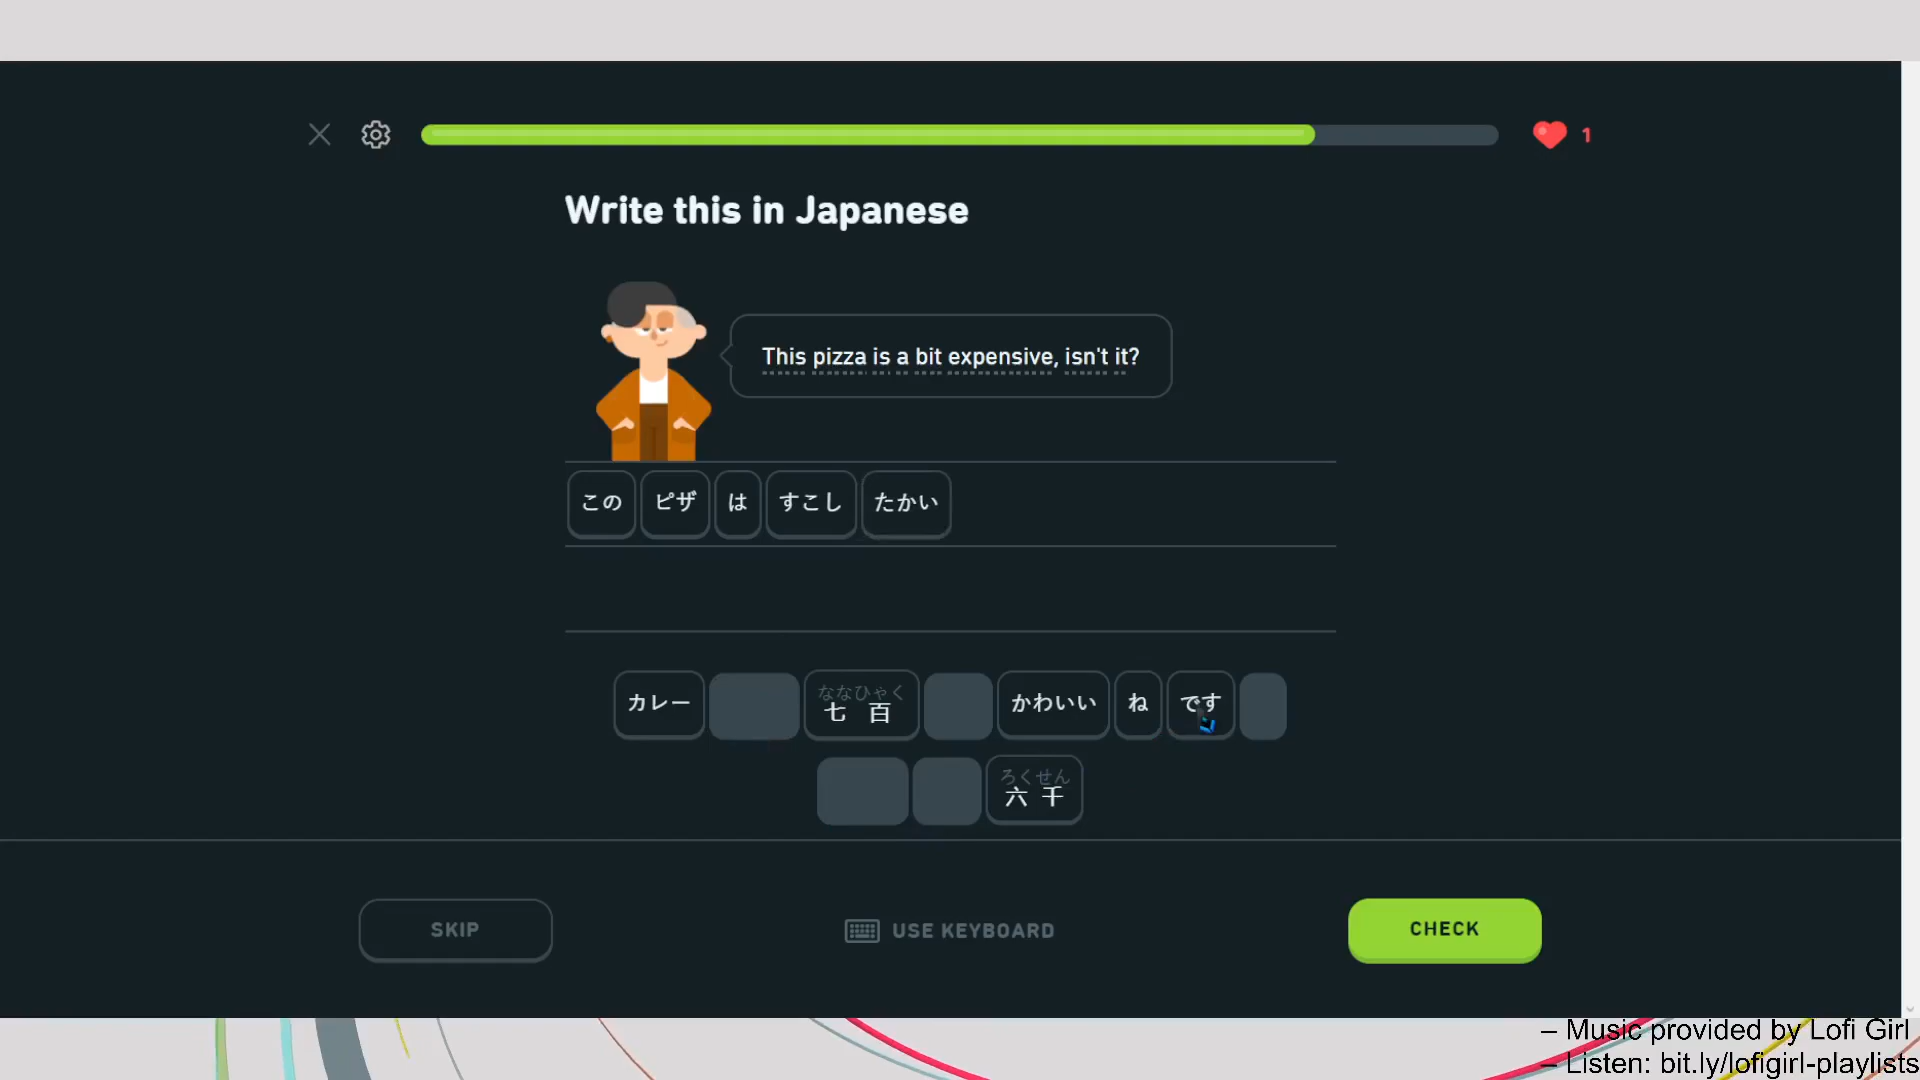 1
Write this in Japanese
This pizza is a bit expensive, isn't it?
この ピザ は すこし たかい
カレー ななひゃく 七百 かわいい ね です
ろくせん 六千
SKIP USE KEYBOARD CHECK
– Music provided by Lofi Girl
– Listen: bit.ly/lofigirl-playlists